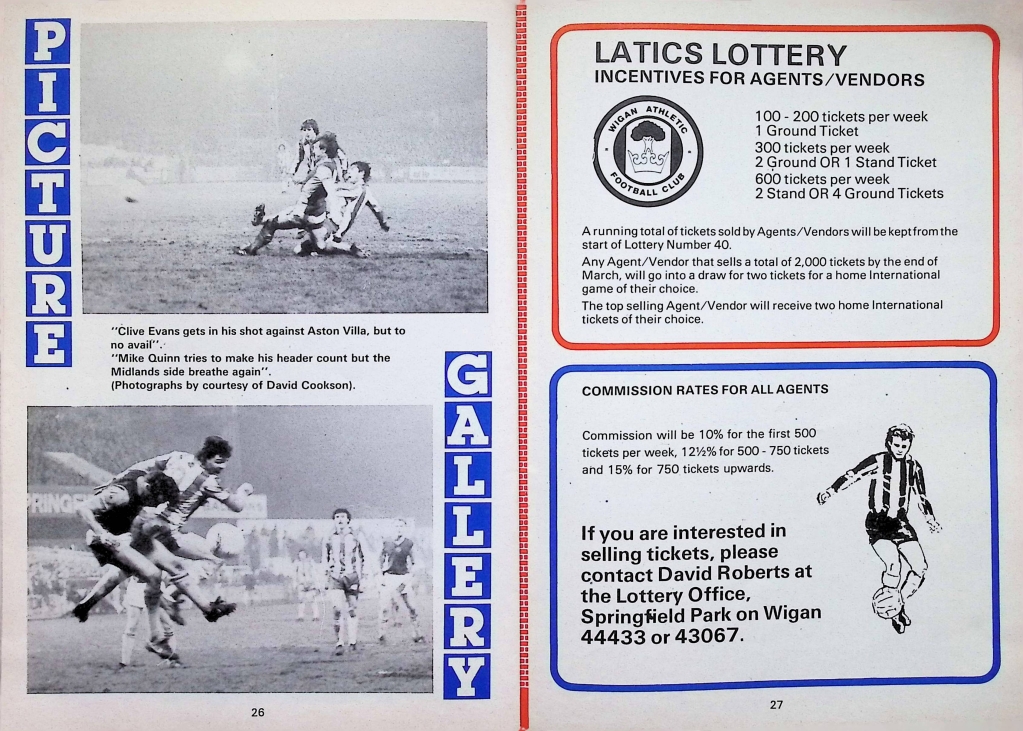 PICTURE
"Clive Evans gets in his shot against Aston Villa, but to
no avail".
"Mike Quinn tries to make his header count but the
Midlands side breathe again".
(Photographs by courtesy of David Cookson).
GALLERY
PRINGF
26
LATICS LOTTERY
INCENTIVES FOR AGENTS/VENDORS
WIGAN ATHLETIC
FOOTBALL CLUB
100 - 200 tickets per week
1 Ground Ticket
300 tickets per week
2 Ground OR 1 Stand Ticket
600 tickets per week
2 Stand OR 4 Ground Tickets
A running total of tickets sold by Agents/Vendors will be kept from the
start of Lottery Number 40.
Any Agent/Vendor that sells a total of 2,000 tickets by the end of
March, will go into a draw for two tickets for a home International
game of their choice.
The top selling Agent/Vendor will receive two home International
tickets of their choice.
COMMISSION RATES FOR ALL AGENTS
Commission will be 10% for the first 500
tickets per week, 12½% for 500 - 750 tickets
and 15% for 750 tickets upwards.
If you are interested in
selling tickets, please
contact David Roberts at
the Lottery Office,
Springfield Park on Wigan
44433 or 43067.
27